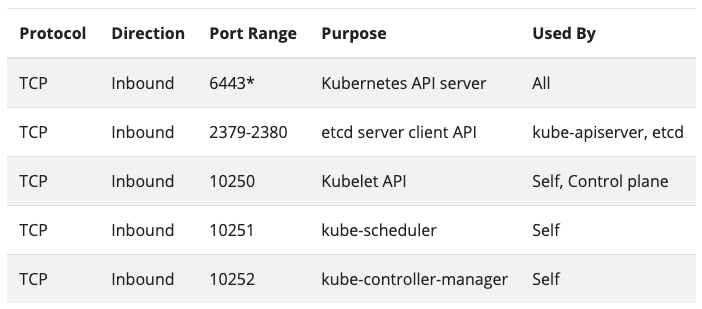 Protocol Direction Port Range Purpose Used By
TCP Inbound 6443* Kubernetes API server All
TCP Inbound 2379-2380 etcd server client API kube-apiserver, etcd
TCP Inbound 10250 Kubelet API Self, Control plane
TCP Inbound 10251 kube-scheduler Self
TCP Inbound 10252 kube-controller-manager Self